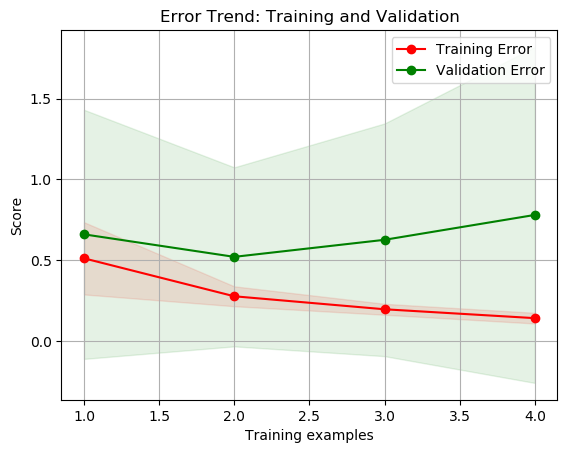 Error Trend: Training and Validation
Training Error
Validation Error
Score
1.5
1.0
0.5
0.0
1.0 1.5 2.0 2.5 3.0 3.5 4.0
Training examples